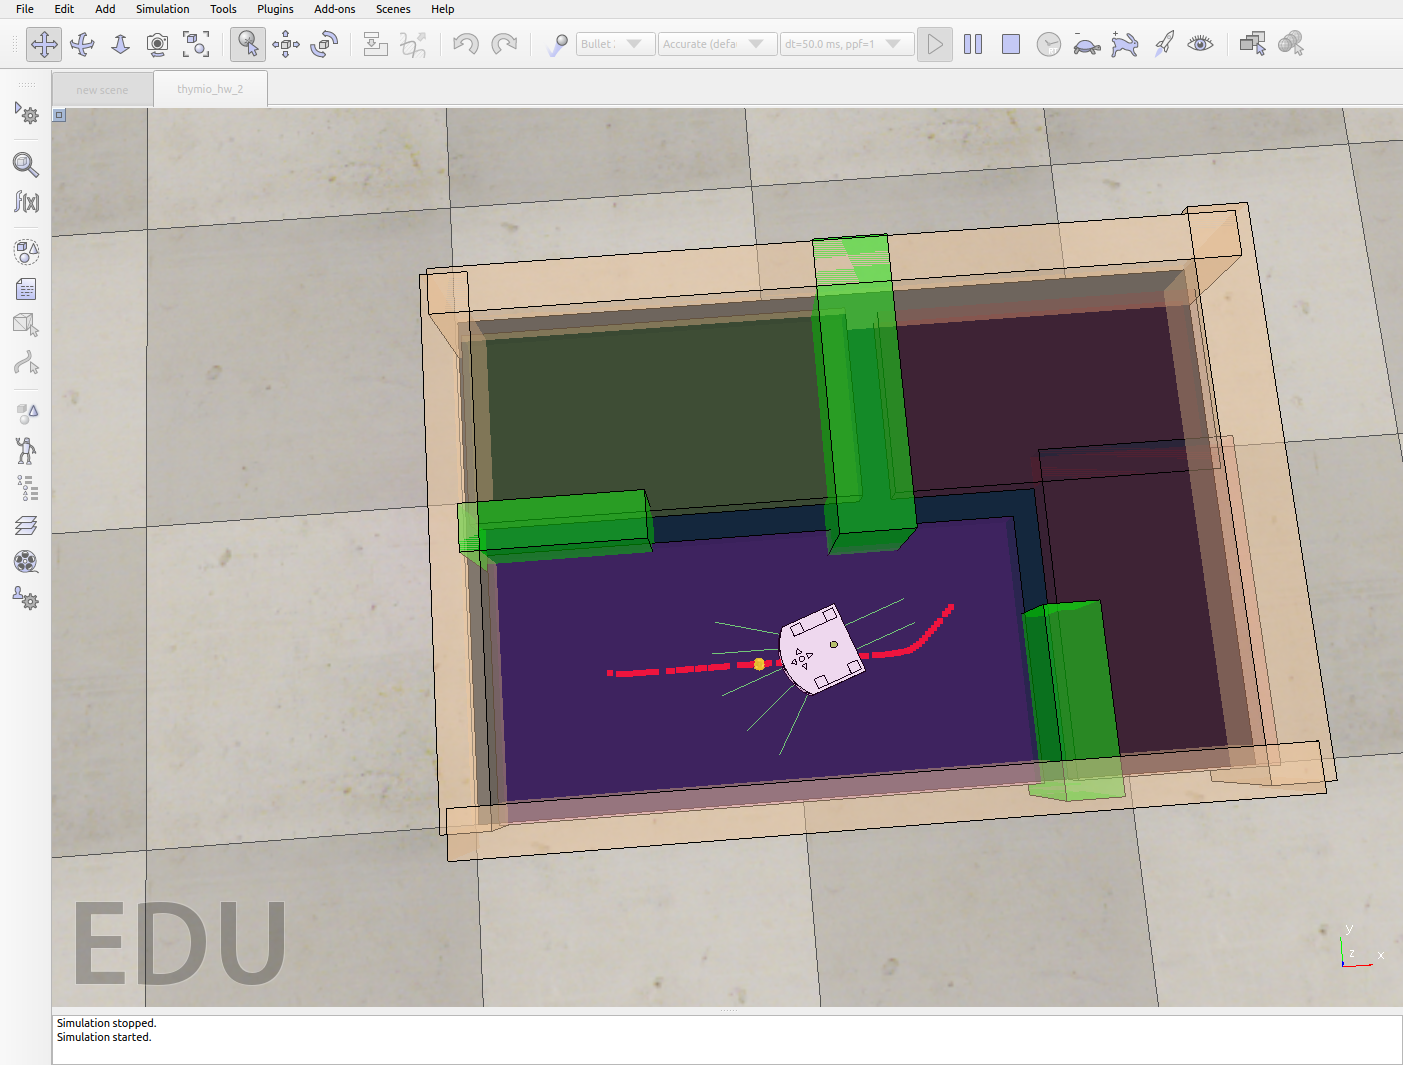 File Edit Add Simulation Tools Plugins Add-ons Scenes Help
f(x) Bullet Accurate (defa dt=50.0 ms, ppf=1
new scene thymio_hw_2
EDU
y
z x
Simulation stopped.
Simulation started.